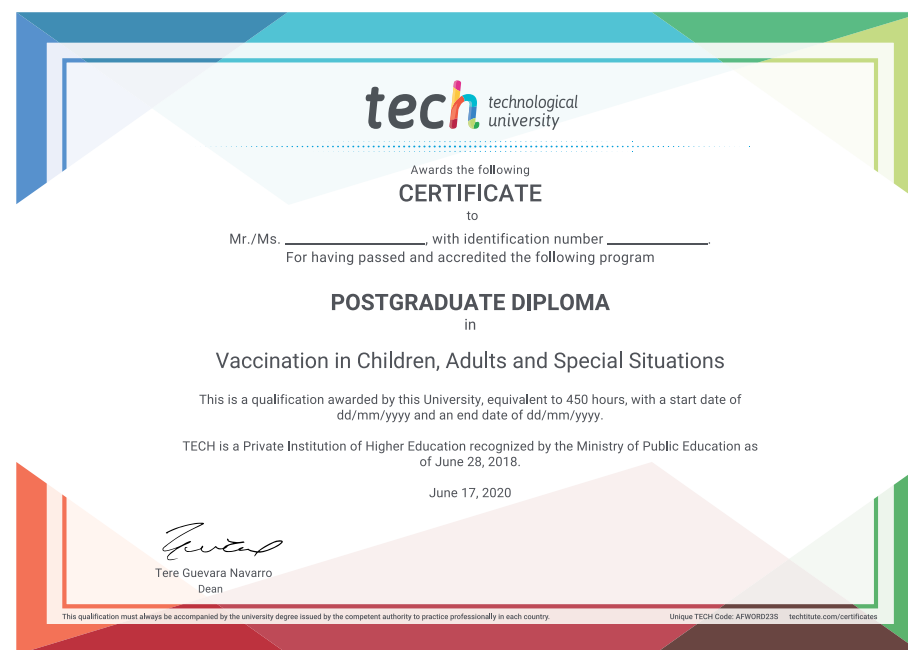 tech technological
university
Awards the following
CERTIFICATE
to
Mr./Ms. ____________, with identification number ____________.
For having passed and accredited the following program
POSTGRADUATE DIPLOMA
in
Vaccination in Children, Adults and Special Situations
This is a qualification awarded by this University, equivalent to 450 hours, with a start date of
dd/mm/yyyy and an end date of dd/mm/yyyy.
TECH is a Private Institution of Higher Education recognized by the Ministry of Public Education as
of June 28, 2018.
June 17, 2020
Tere Guevara Navarro
Dean
This qualification must always be accompanied by the university degree issued by the competent authority to practice professionally in each country. Unique TECH Code: AFWORD23S techtitute.com/certificates